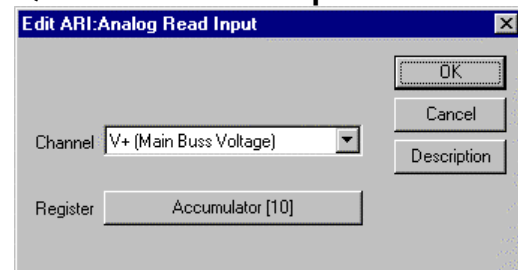 Edit ARI:Analog Read Input
OK
Cancel
Channel V+ (Main Buss Voltage)
Description
Register Accumulator [10]